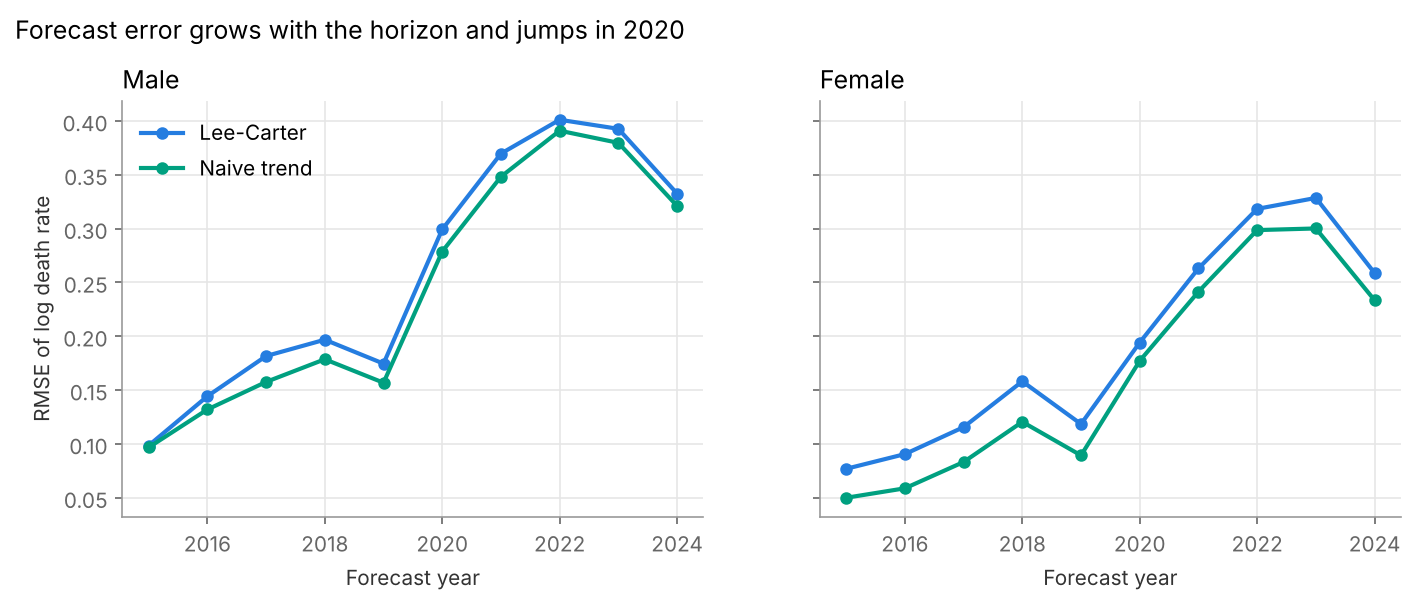 Forecast error grows with the horizon and jumps in 2020
Male
Lee-Carter
Naive trend
RMSE of log death rate
0.40
0.35
0.30
0.25
0.20
0.15
0.10
0.05
2016 2018 2020 2022 2024
Forecast year
Female
2016 2018 2020 2022 2024
Forecast year